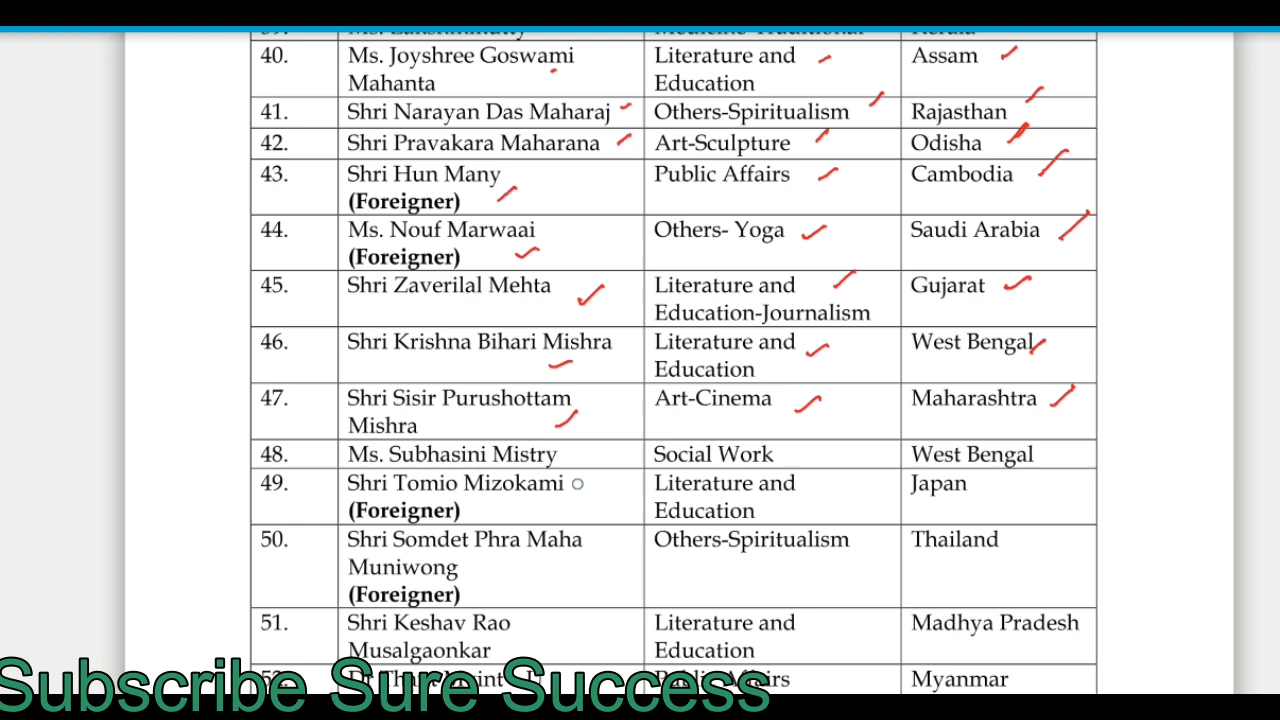 40. Ms. Joyshree Goswami Literature and Assam
Mahanta Education
41. Shri Narayan Das Maharaj Others-Spiritualism Rajasthan
42. Shri Pravakara Maharana Art-Sculpture Odisha
43. Shri Hun Many Public Affairs Cambodia
(Foreigner)
44. Ms. Nouf Marwaai Others- Yoga Saudi Arabia
(Foreigner)
45. Shri Zaverilal Mehta Literature and Gujarat
Education-Journalism
46. Shri Krishna Bihari Mishra Literature and West Bengal
Education
47. Shri Sisir Purushottam Art-Cinema Maharashtra
Mishra
48. Ms. Subhasini Mistry Social Work West Bengal
49. Shri Tomio Mizokami Literature and Japan
(Foreigner) Education
50. Shri Somdet Phra Maha Others-Spiritualism Thailand
Muniwong
(Foreigner)
51. Shri Keshav Rao Literature and Madhya Pradesh
Musalgaonkar Education
Public Affairs Myanmar
Subscribe Sure Success